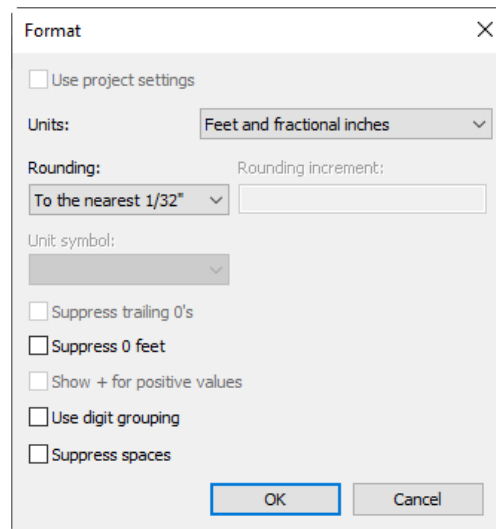 Format
Use project settings
Units: Feet and fractional inches
Rounding: Rounding increment:
To the nearest 1/32"
Unit symbol:
Suppress trailing 0's
Suppress 0 feet
Show + for positive values
Use digit grouping
Suppress spaces
OK Cancel